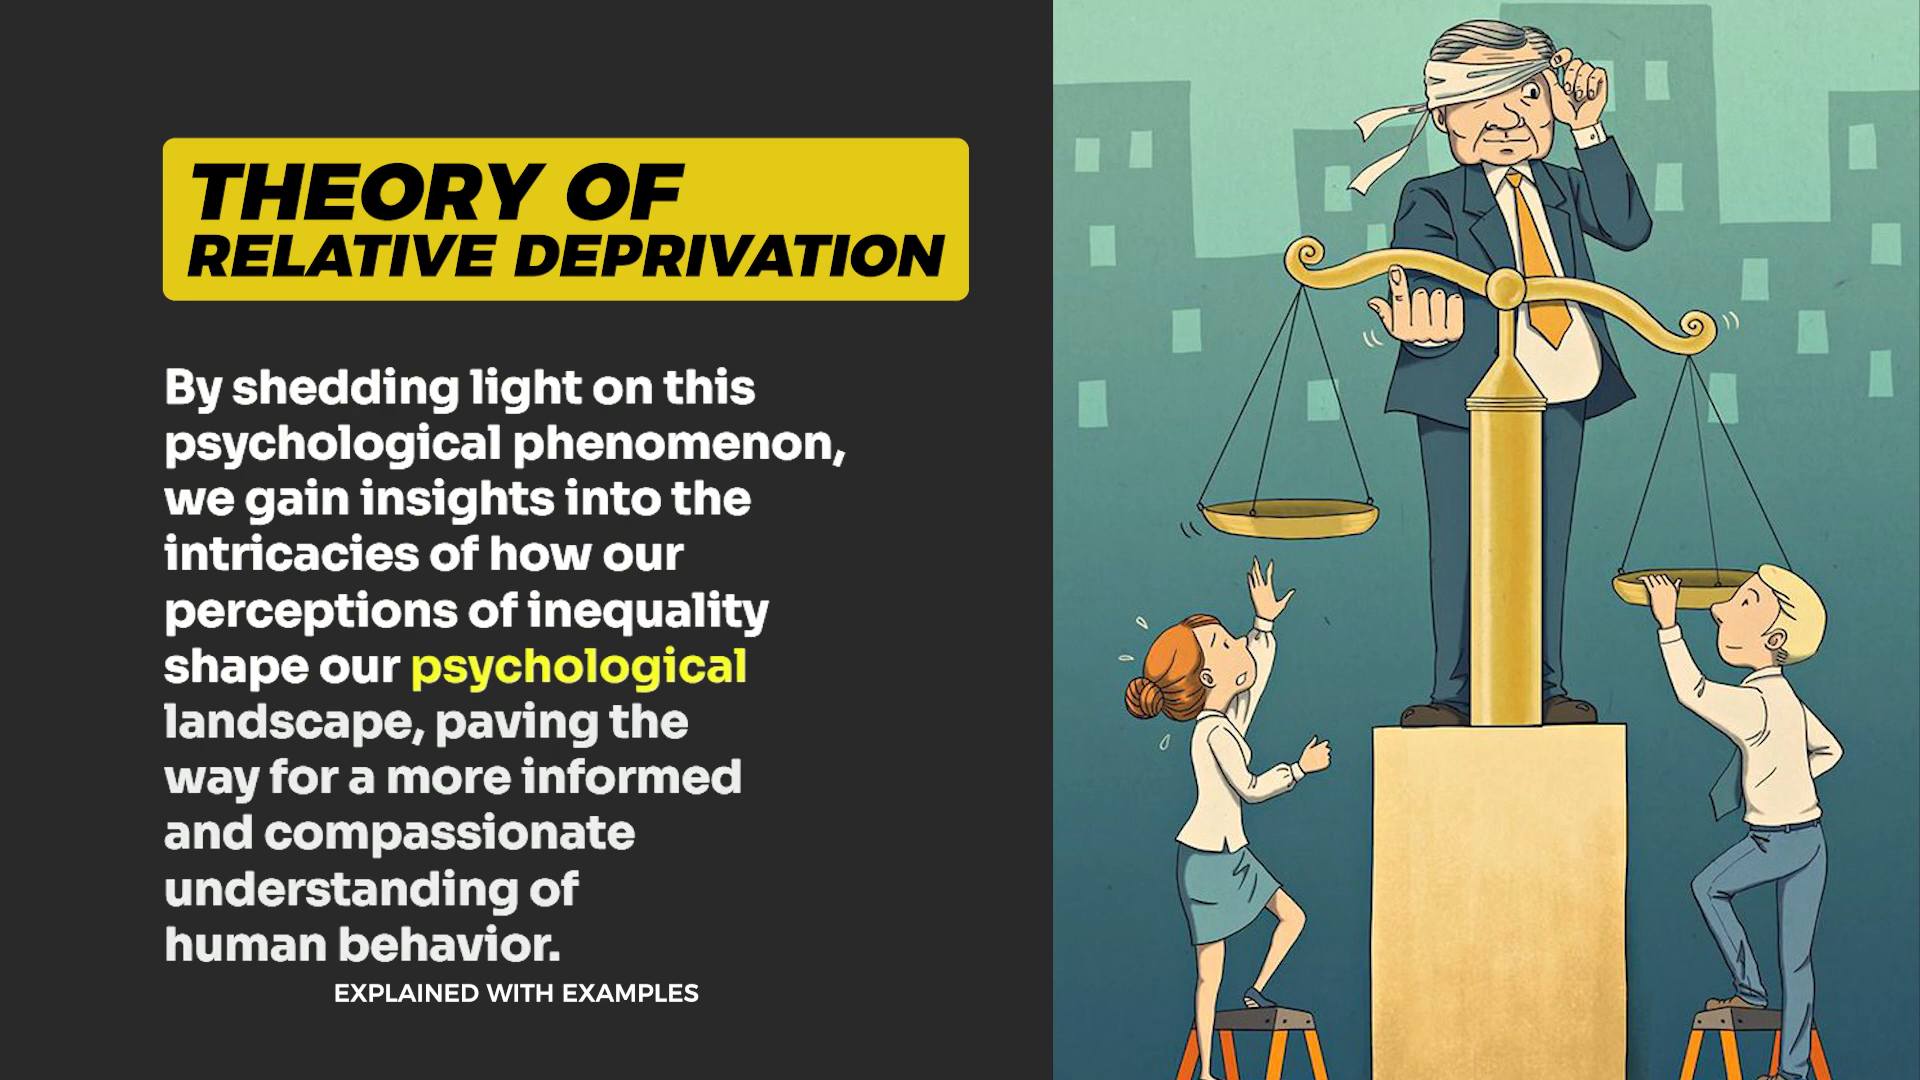 THEORY OF
RELATIVE DEPRIVATION
By shedding light on this
psychological phenomenon,
we gain insights into the
intricacies of how our
perceptions of inequality
shape our psychological
landscape, paving the
way for a more informed
and compassionate
understanding of
human behavior.
EXPLAINED WITH EXAMPLES